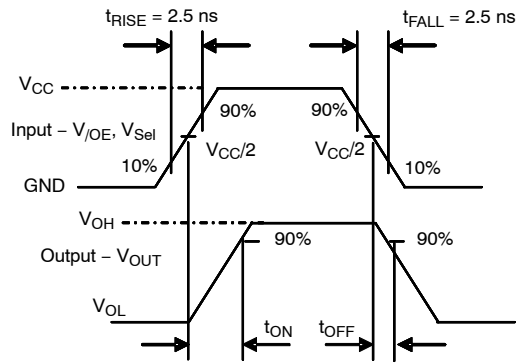 tRISE = 2.5 ns
tFALL = 2.5 ns
VCC
90%
90%
Input – V/OE, VSel
VCC/2
VCC/2
10%
10%
GND
VOH
90%
90%
Output – VOUT
VOL
tON
tOFF